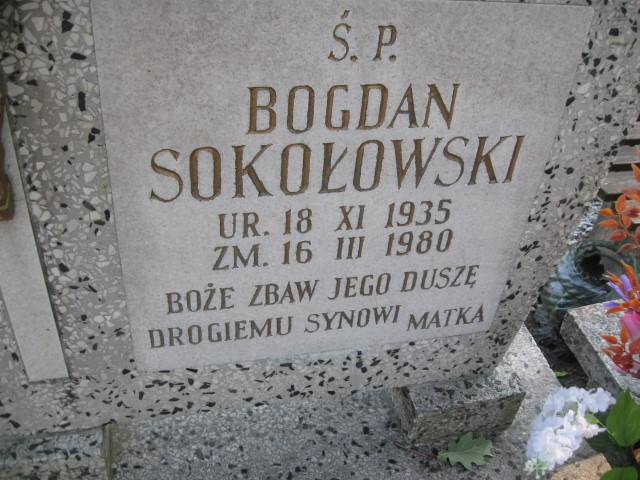 Ś. P.
BOGDAN
SOKOŁOWSKI
UR. 18 XI 1935
ZM. 16 III 1980
BOŻE ZBAW JEGO DUSZĘ
DROGIEMU SYNOWI MATKA